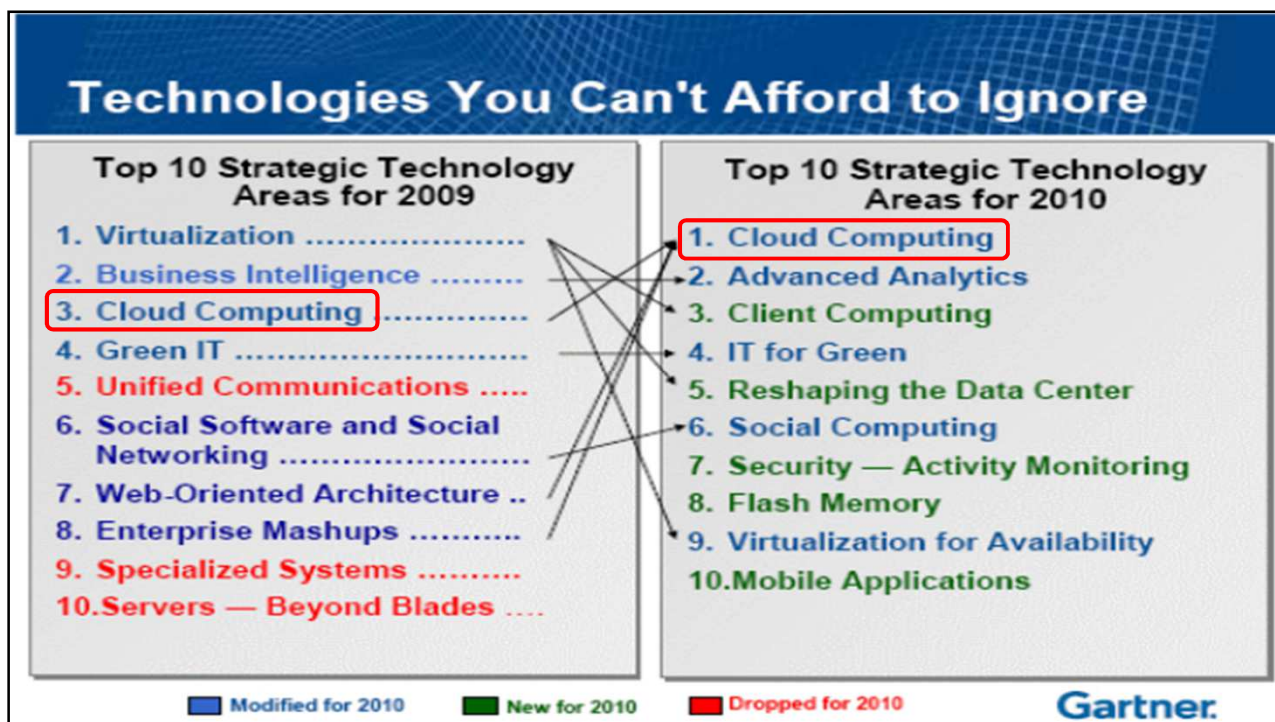 Technologies You Can't Afford to Ignore
Top 10 Strategic Technology
Areas for 2009
1. Virtualization ......................
2. Business Intelligence .........
3. Cloud Computing ...............
4. Green IT ............................
5. Unified Communications .....
6. Social Software and Social
Networking ........................
7. Web-Oriented Architecture ..
8. Enterprise Mashups ...........
9. Specialized Systems ..........
10.Servers — Beyond Blades ....
Top 10 Strategic Technology
Areas for 2010
1. Cloud Computing
2. Advanced Analytics
3. Client Computing
4. IT for Green
5. Reshaping the Data Center
6. Social Computing
7. Security — Activity Monitoring
8. Flash Memory
9. Virtualization for Availability
10.Mobile Applications
Modified for 2010
New for 2010
Dropped for 2010
Gartner.